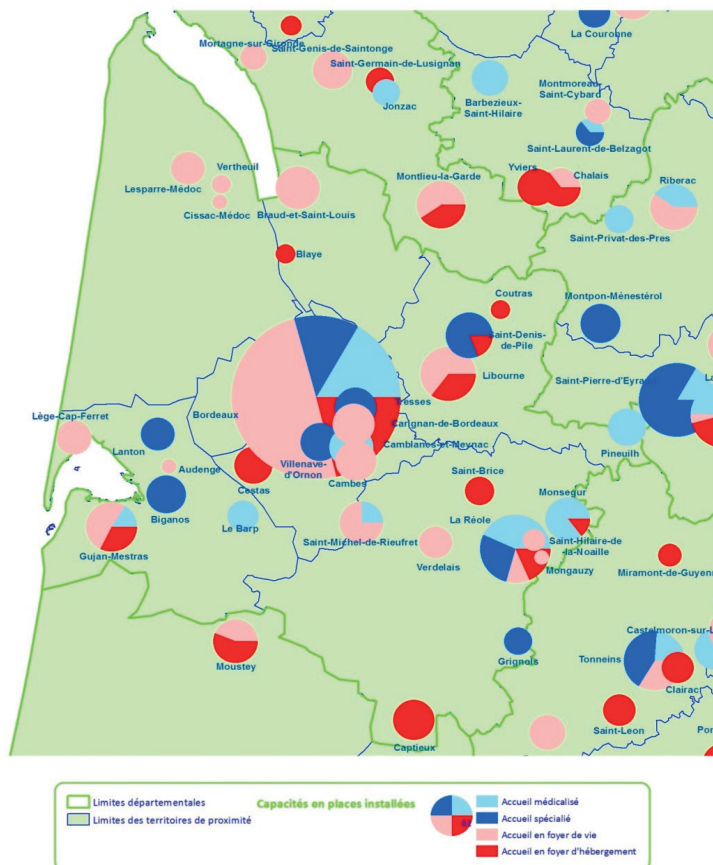 La Couronne
Mortagne-sur-Gironde
Saint-Genis-de-Saintonge
Saint-Germain-de-Lusignan
Jonzac
Barbezieux-
Saint-Hilaire
Montmoreau-
Saint-Cybard
Saint-Laurent-de-Belzagot
Vertheuil
Lesparre-Médoc
Cissac-Médoc
Braud-et-Saint-Louis
Montlieu-la-Garde
Yviers
Chalais
Riberac
Saint-Privat-des-Pres
Blaye
Coutras
Montpon-Ménestérol
Saint-Denis-
de-Pile
Libourne
Saint-Pierre-d'Eyraud
La
Bordeaux
Tresses
Carignan-de-Bordeaux
Camblanes-et-Meynac
Lège-Cap-Ferret
Lanton
Audenge
Villenave-
d'Ornon
Cambes
Cestas
Pineuilh
Biganos
Le Barp
Saint-Brice
Monsegur
La Réole
Gujan-Mestras
Saint-Michel-de-Rieufret
Saint-Hilaire-de-
la-Noaille
Verdelais
Mongauzy
Miramont-de-Guyenn
Moustey
Grignols
Castelmoron-sur-L
Tonneins
Clairac
Captieux
Saint-Leon
Por
Limites départementales
Limites des territoires de proximité
Capacités en places installées
Accueil médicalisé
Accueil spécialié
Accueil en foyer de vie
Accueil en foyer d'hébergement